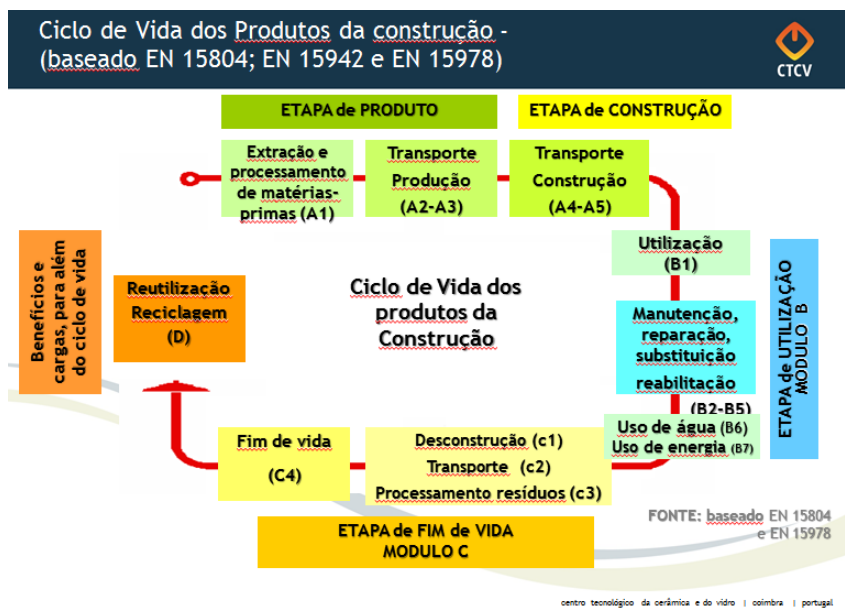 Ciclo de Vida dos Produtos da construção -
(baseado EN 15804; EN 15942 e EN 15978)
CTCV
ETAPA de PRODUTO
ETAPA de CONSTRUÇÃO
Extração e
processamento
de matérias-
primas (A1)
Transporte
Produção
(A2-A3)
Transporte
Construção
(A4-A5)
Utilização
(B1)
Manutenção,
reparação,
substituição
reabilitação
(B2-B5)
Uso de água (B6)
Uso de energia (B7)
ETAPA de UTILIZAÇÃO
MODULO B
Benefícios e
cargas, para além
do ciclo de vida
Reutilização
Reciclagem
(D)
Ciclo de Vida dos
produtos da
Construção
Fim de vida
(C4)
Desconstrução (c1)
Transporte (c2)
Processamento resíduos (c3)
ETAPA de FIM de VIDA
MODULO C
FONTE: baseado EN 15804
e EN 15978
centro tecnológico da cerâmica e do vidro | coimbra | portugal